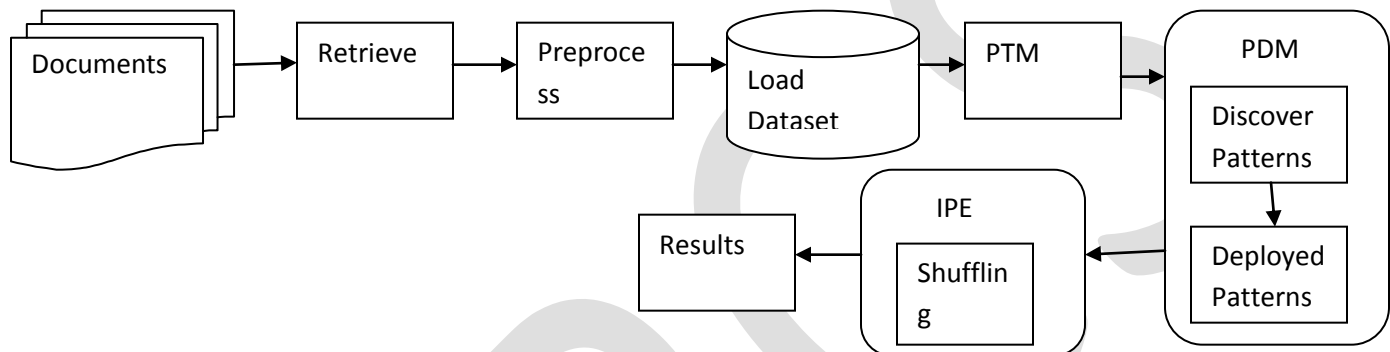 Documents
Retrieve
Preproce
ss
Load
Dataset
PTM
PDM
Discover
Patterns
Deployed
Patterns
IPE
Shufflin
g
Results